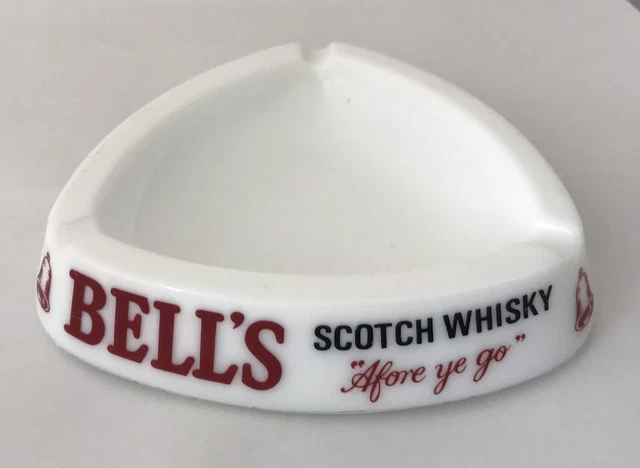 BELL'S
SCOTCH WHISKY
"Afore ye go"